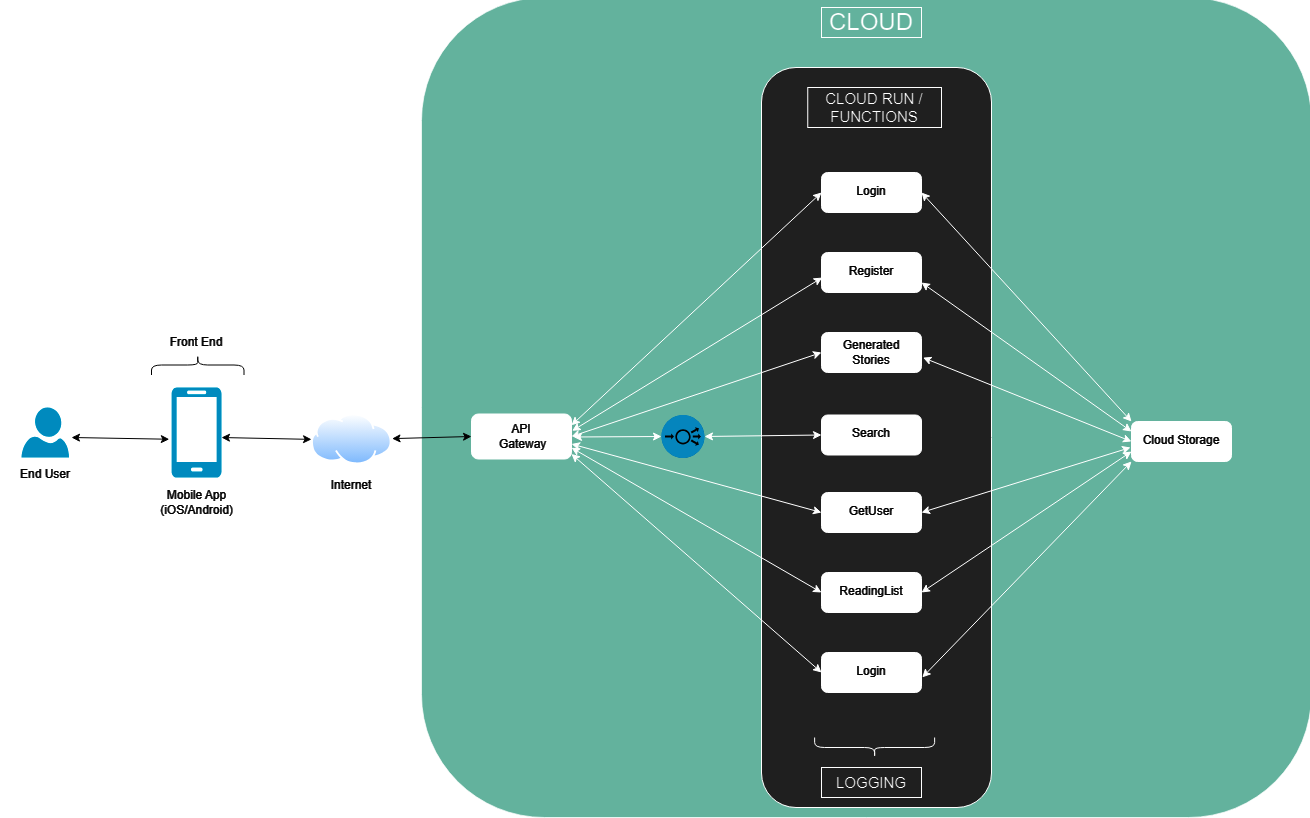 CLOUD
CLOUD RUN /
FUNCTIONS
Login
Register
Generated
Stories
Front End
API
Gateway
Search
Cloud Storage
End User
Internet
Mobile App
(iOS/Android)
GetUser
ReadingList
Login
LOGGING